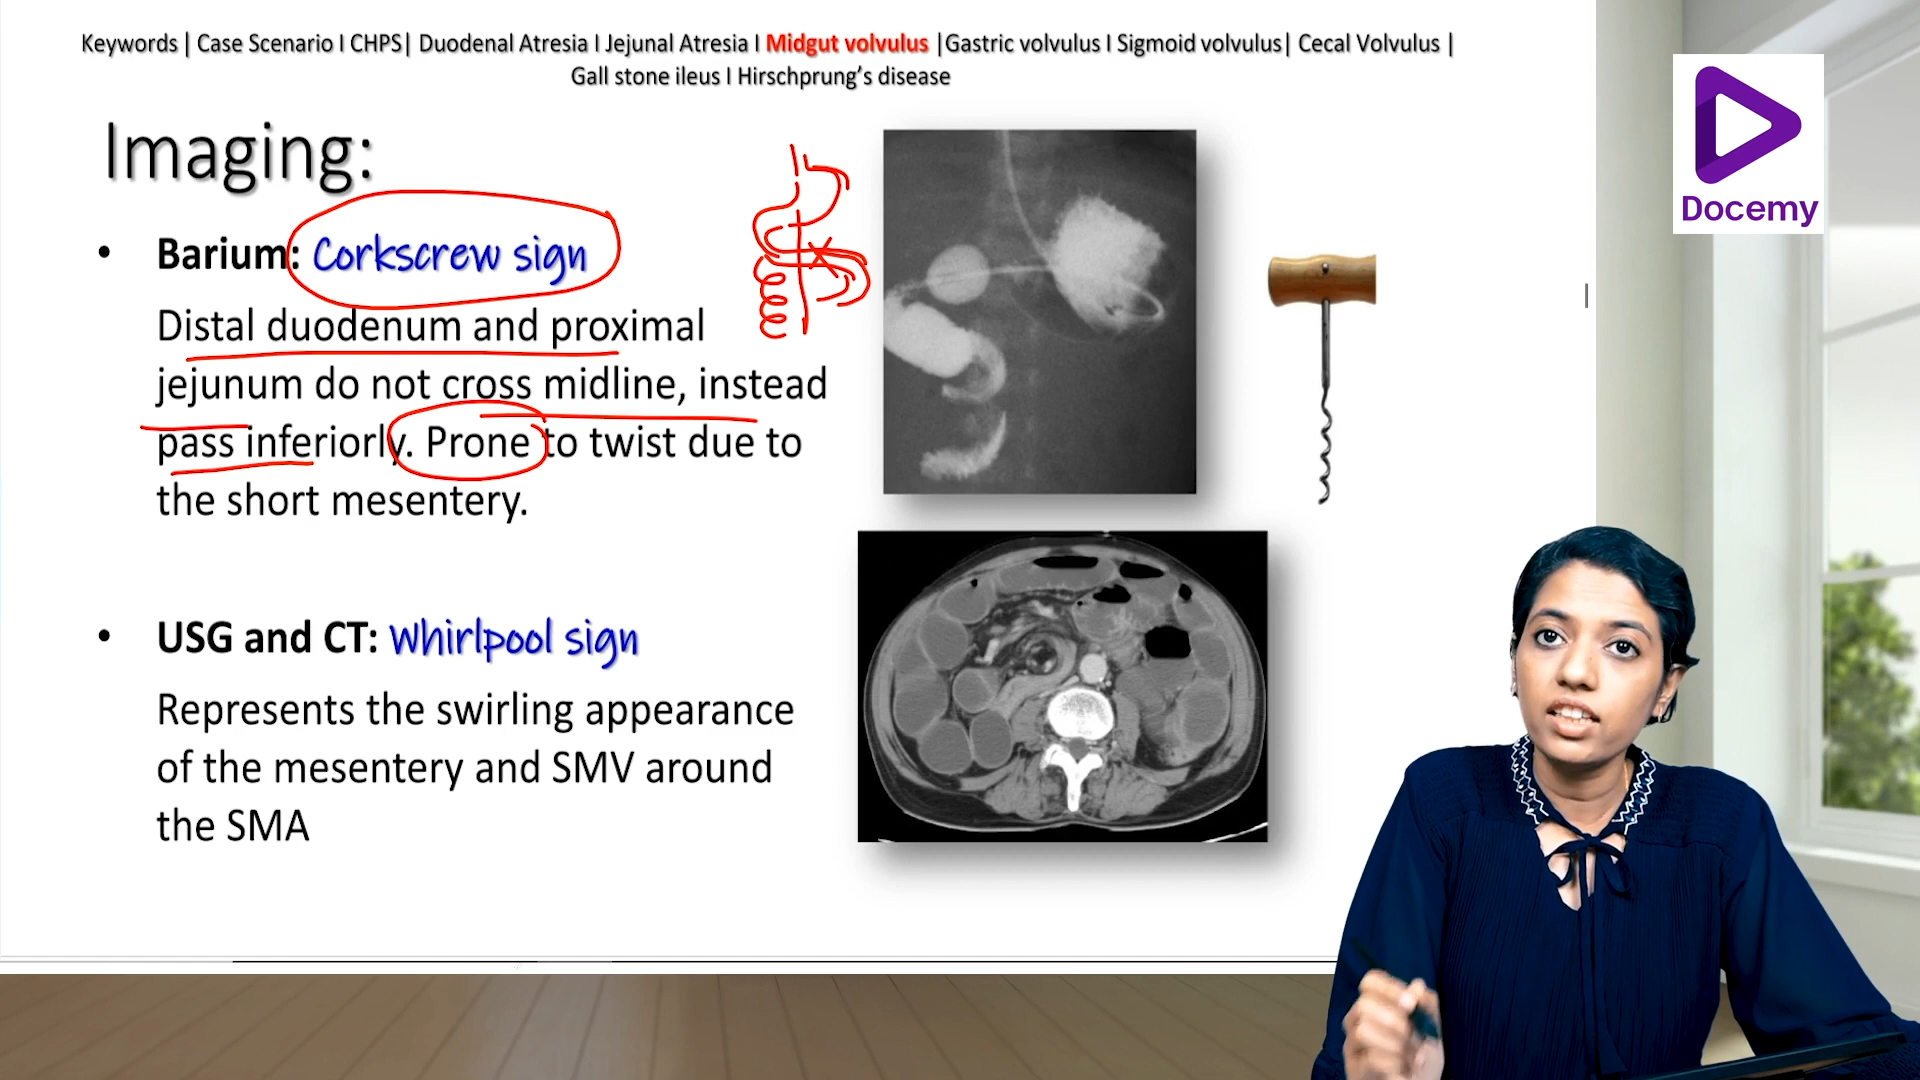 Keywords | Case Scenario I CHPS| Duodenal Atresia I Jejunal Atresia I Midgut volvulus |Gastric volvulus I Sigmoid volvulus| Cecal Volvulus |
Gall stone ileus I Hirschprung’s disease
Imaging:
• Barium: Corkscrew sign
Distal duodenum and proximal
jejunum do not cross midline, instead
pass inferiorly. Prone to twist due to
the short mesentery.
• USG and CT: Whirlpool sign
Represents the swirling appearance
of the mesentery and SMV around
the SMA
Docemy